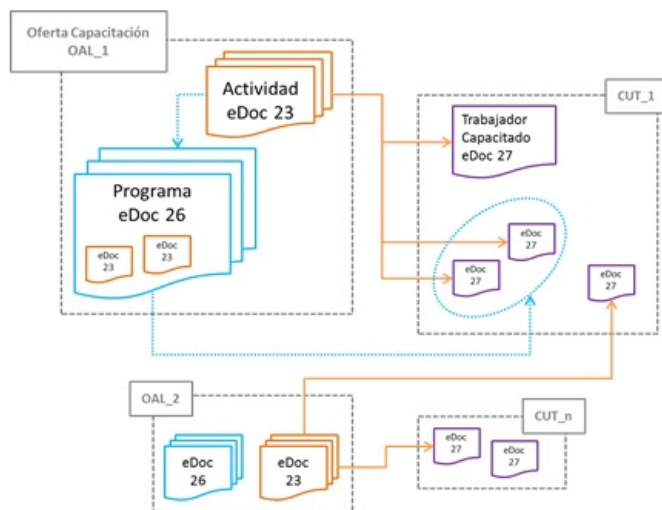 Oferta Capacitación
OAL_1
Actividad
eDoc 23
Programa
eDoc 26
eDoc
23
eDoc
23
CUT_1
Trabajador
Capacitado
eDoc 27
eDoc
27
eDoc
27
eDoc
27
OAL_2
eDoc
26
eDoc
23
CUT_n
eDoc
27
eDoc
27